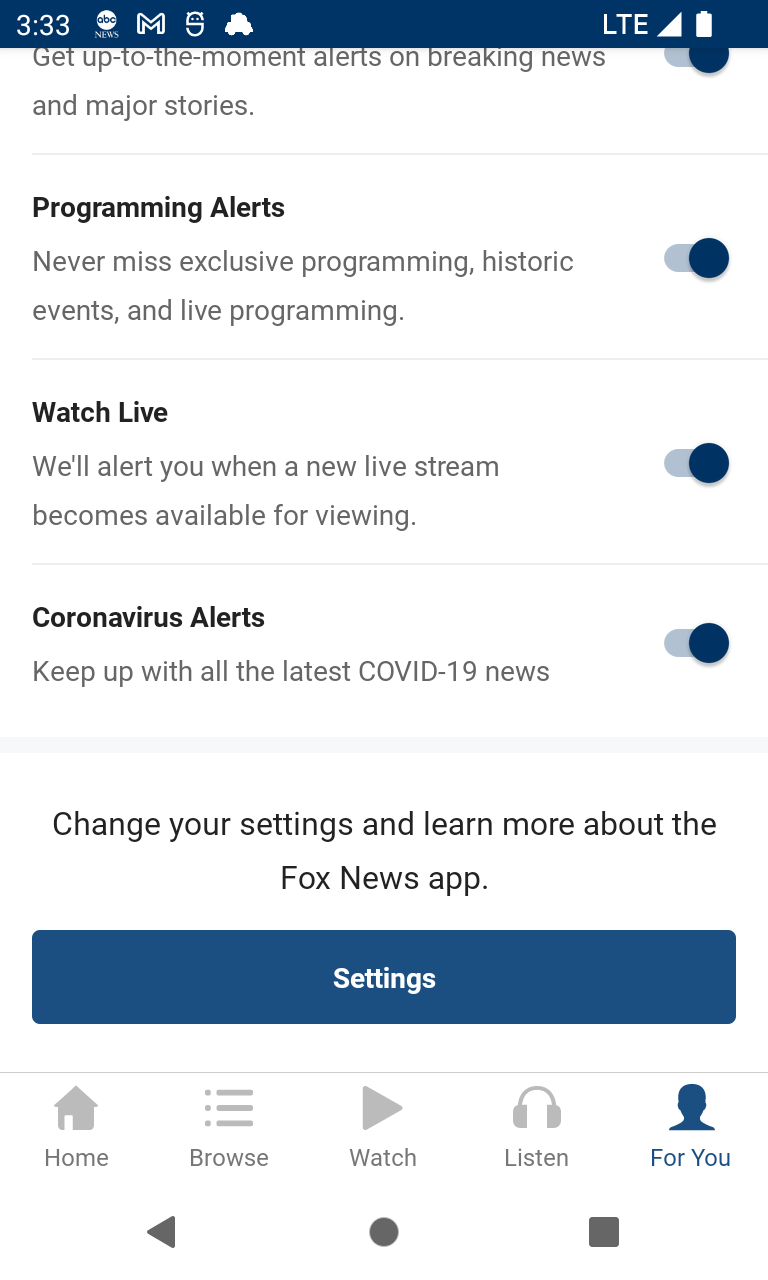 3:33
abc
NEWS
LTE
Get up-to-the-moment alerts on breaking news
and major stories.
Programming Alerts
Never miss exclusive programming, historic
events, and live programming.
Watch Live
We'll alert you when a new live stream
becomes available for viewing.
Coronavirus Alerts
Keep up with all the latest COVID-19 news
Change your settings and learn more about the
Fox News app.
Settings
Home
Browse
Watch
Listen
For You